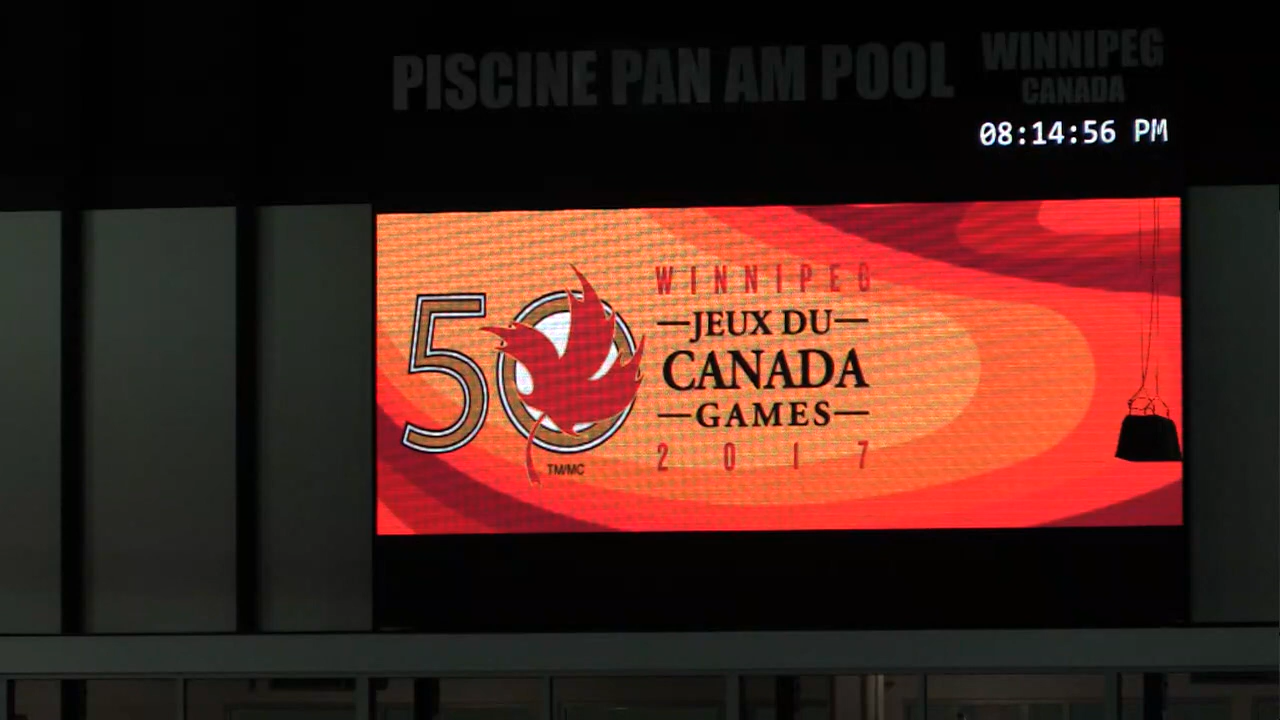 PISCINE PAN AM POOL
WINNIPEG
CANADA
08:14:56 PM
50
TM/MC
WINNIPEG
JEUX DU
CANADA
GAMES
2017